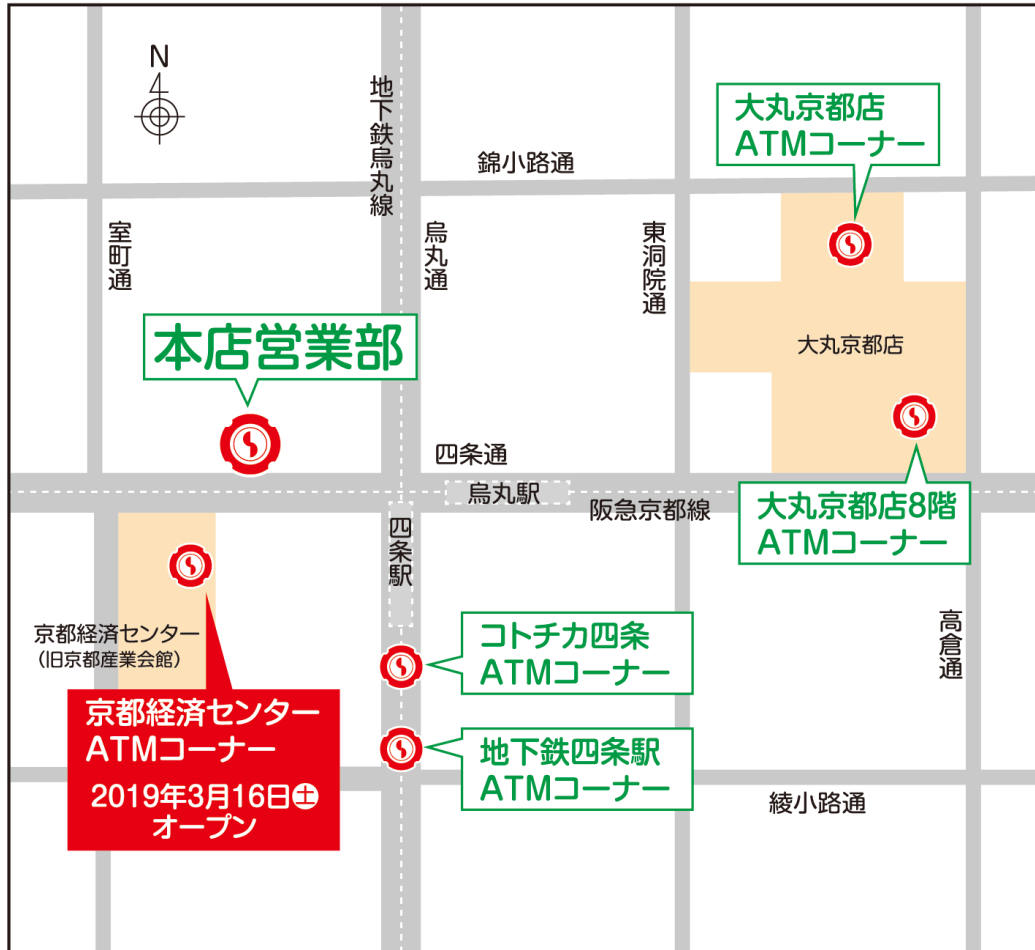 N
地下鉄烏丸線
大丸京都店
ATMコーナー
錦小路通
室町通
烏丸通
東洞院通
本店営業部
大丸京都店
四条通
烏丸駅
阪急京都線
大丸京都店8階
ATMコーナー
四条駅
京都経済センター
(旧京都産業会館)
コトチカ四条
ATMコーナー
高倉通
京都経済センター
ATMコーナー
2019年3月16日㊏
オープン
地下鉄四条駅
ATMコーナー
綾小路通